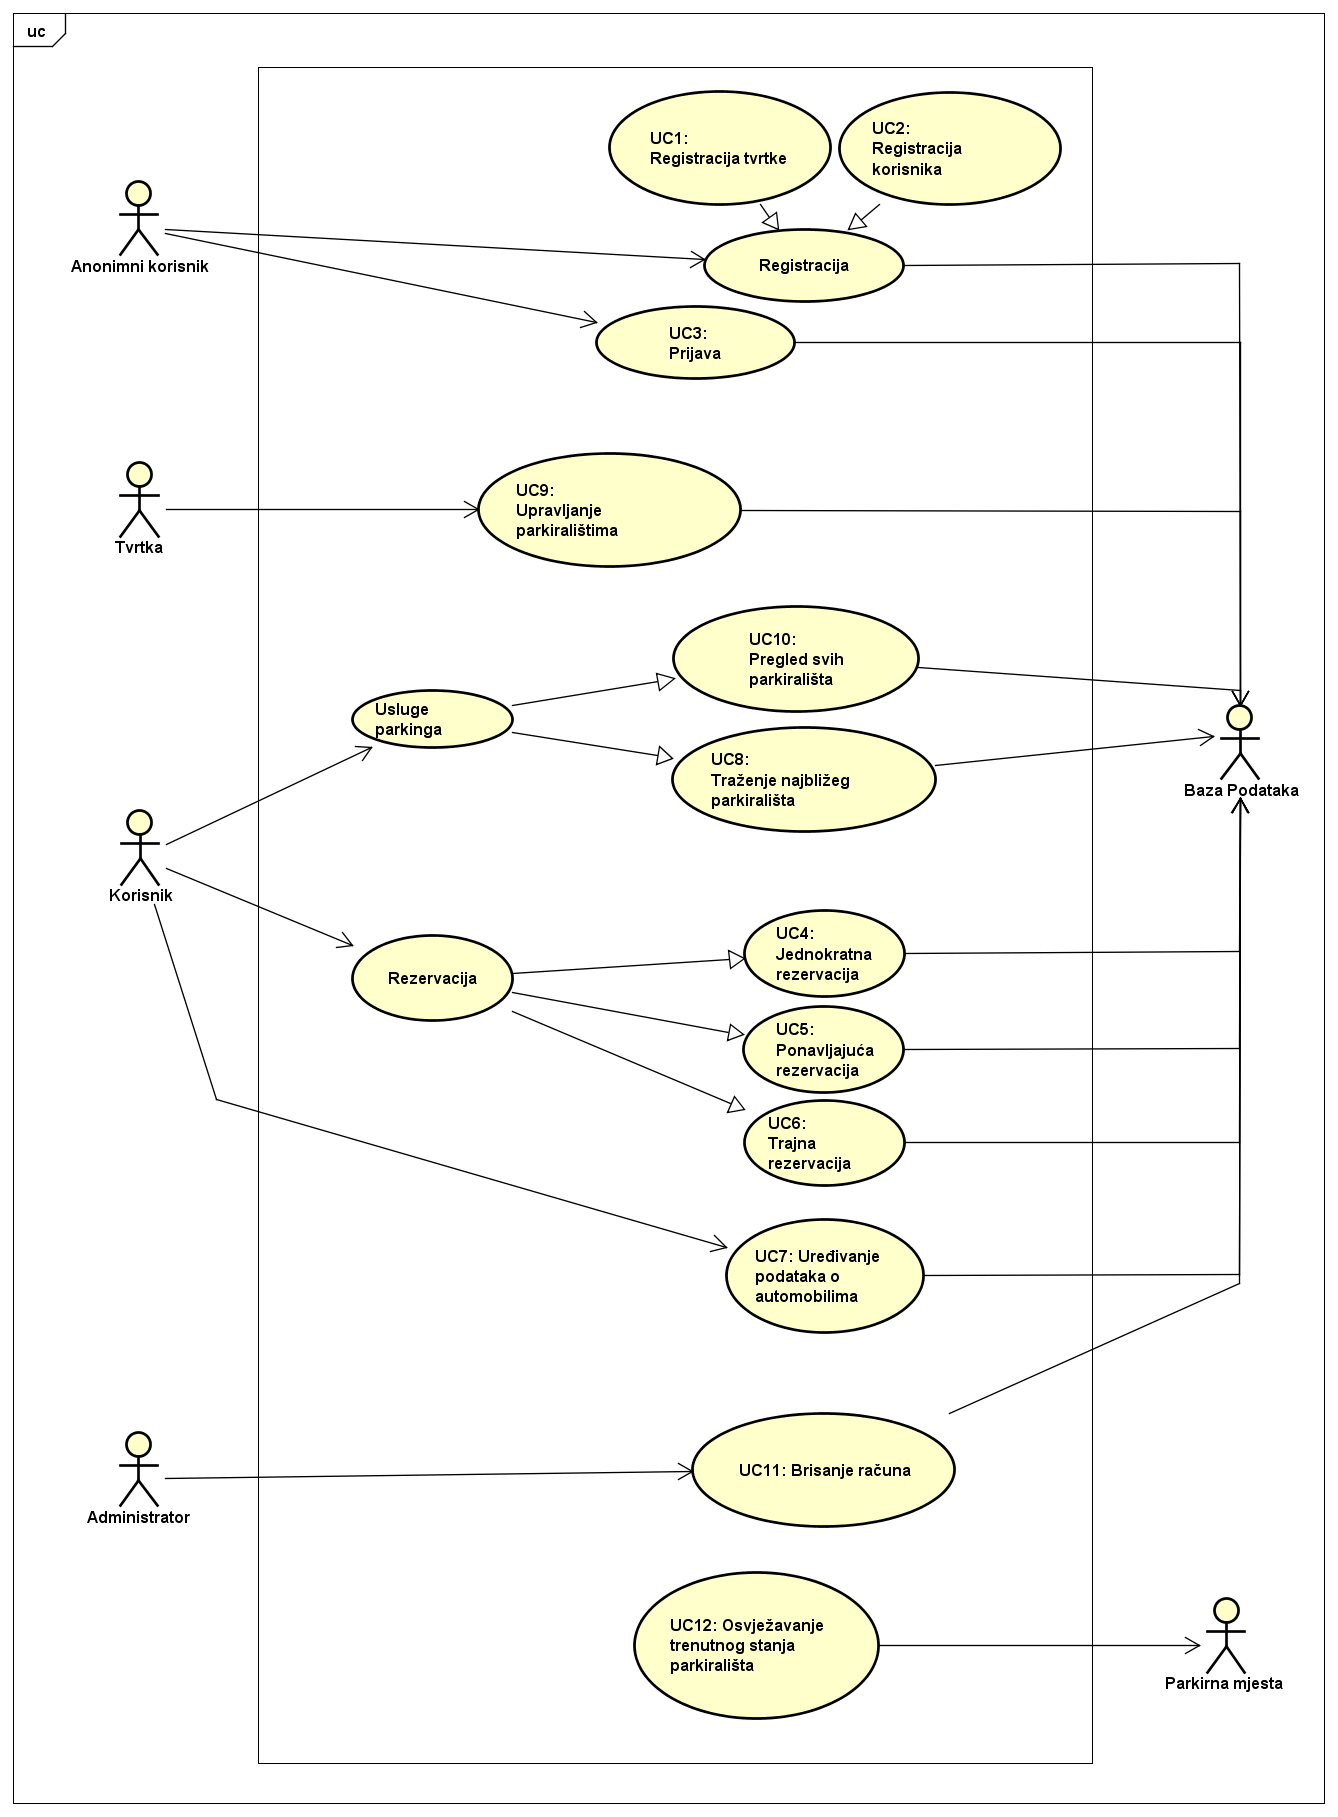 uc
UC1:
Registracija tvrtke
UC2:
Registracija
korisnika
Anonimni korisnik
Registracija
UC3:
Prijava
UC9:
Upravljanje
parkiralištima
Tvrtka
UC10:
Pregled svih
parkirališta
Usluge
parkinga
UC8:
Traženje najbližeg
parkirališta
Baza Podataka
Korisnik
UC4:
Jednokratna
rezervacija
Rezervacija
UC5:
Ponavljajuća
rezervacija
UC6:
Trajna
rezervacija
UC7: Uređivanje
podataka o
automobilima
UC11: Brisanje računa
Administrator
UC12: Osvježavanje
trenutnog stanja
parkirališta
Parkirna mjesta